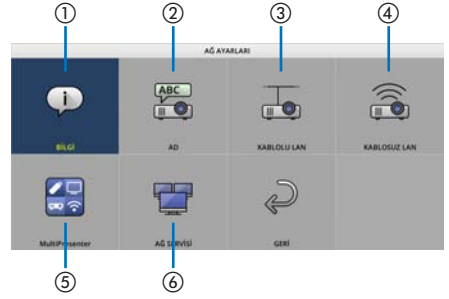 ① ② ③ ④
AĞ AYARLARI
ABC
BİLGİ AD KABLOLU LAN KABLOSUZ LAN
MultiPresenter AĞ SERVİSİ GERİ
⑤ ⑥